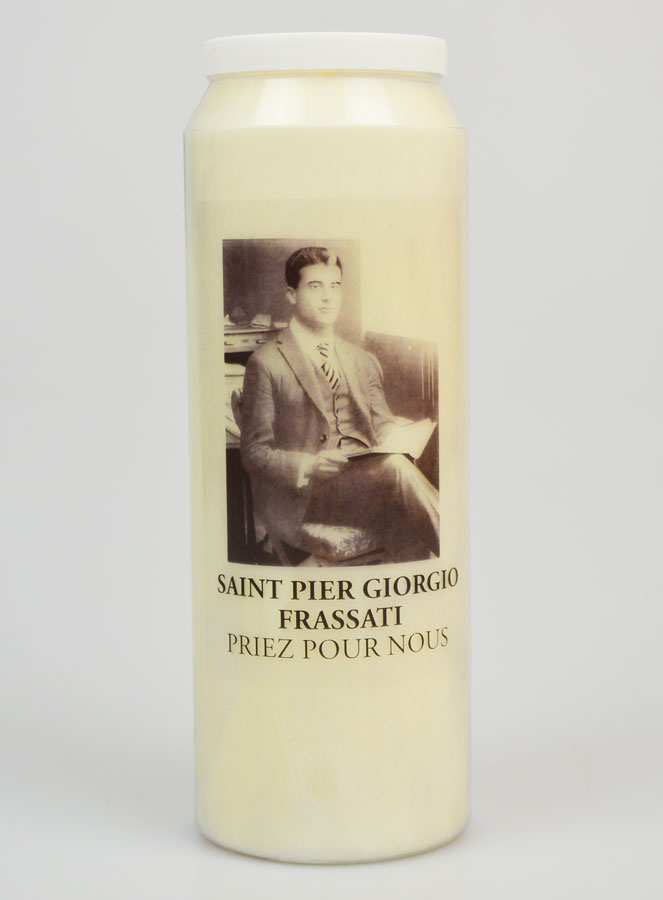 SAINT PIER GIORGIO
FRASSATI
PRIEZ POUR NOUS